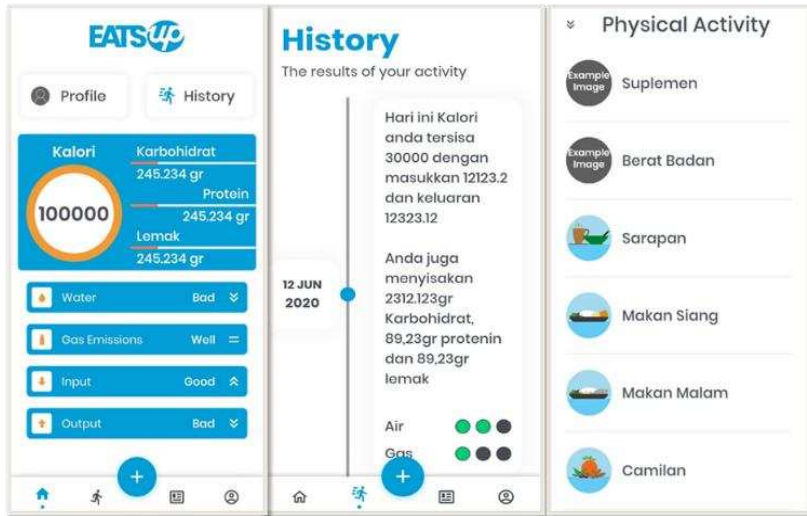 EATSUP
Profile
History
Kalori
100000
Karbohidrat
245.234 gr
Protein
245.234 gr
Lemak
245.234 gr
Water Bad
Gas Emissions Well
Input Good
Output Bad
History
The results of your activity
12 JUN
2020
Hari ini Kalori
anda tersisa
30000 dengan
masukkan 12123.2
dan keluaran
12323.12
Anda juga
menyisakan
2312.123gr
Karbohidrat,
89,23gr protenin
dan 89,23gr
lemak
Air
Gas
Physical Activity
Example
Image
Suplemen
Example
Image
Berat Badan
Sarapan
Makan Siang
Makan Malam
Camilan